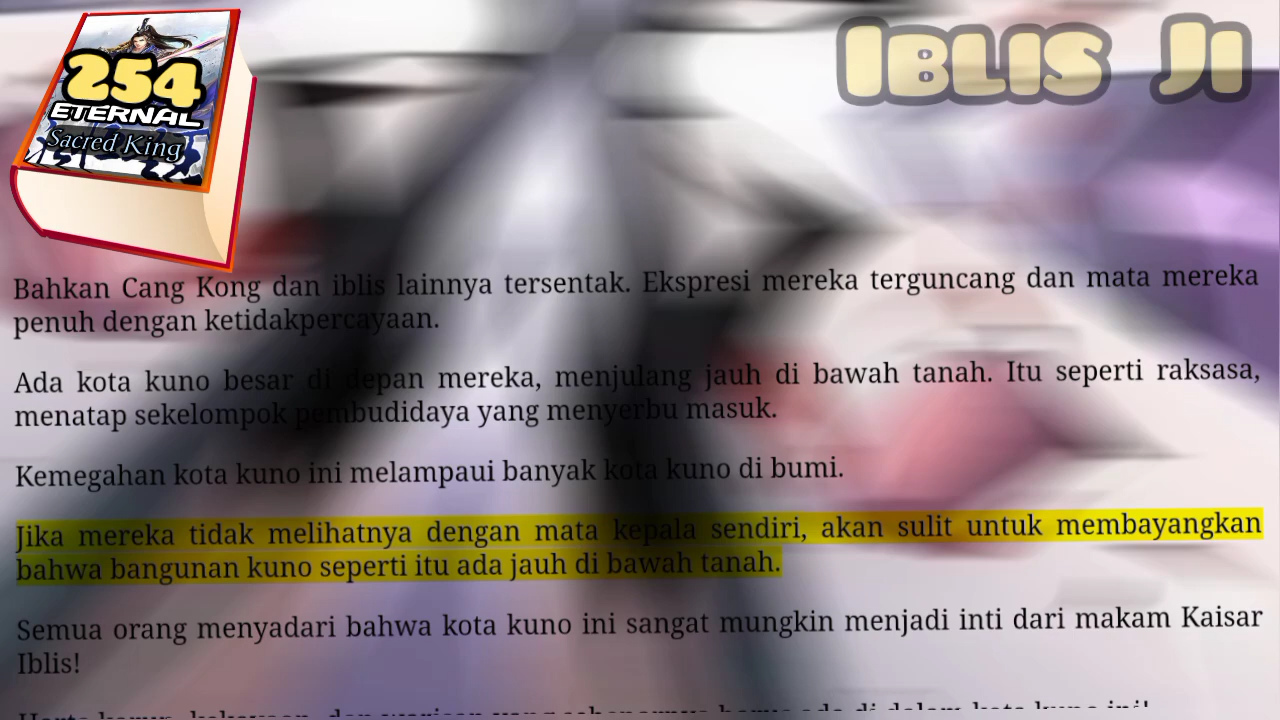 254
ETERNAL
Sacred King
IBLIS JI
Bahkan Cang Kong dan iblis lainnya tersentak. Ekspresi mereka terguncang dan mata mereka
penuh dengan ketidakpercayaan.
Ada kota kuno besar di depan mereka, menjulang jauh di bawah tanah. Itu seperti raksasa,
menatap sekelompok pembudidaya yang menyerbu masuk.
Kemegahan kota kuno ini melampaui banyak kota kuno di bumi.
Jika mereka tidak melihatnya dengan mata kepala sendiri, akan sulit untuk membayangkan
bahwa bangunan kuno seperti itu ada jauh di bawah tanah.
Semua orang menyadari bahwa kota kuno ini sangat mungkin menjadi inti dari makam Kaisar
Iblis!